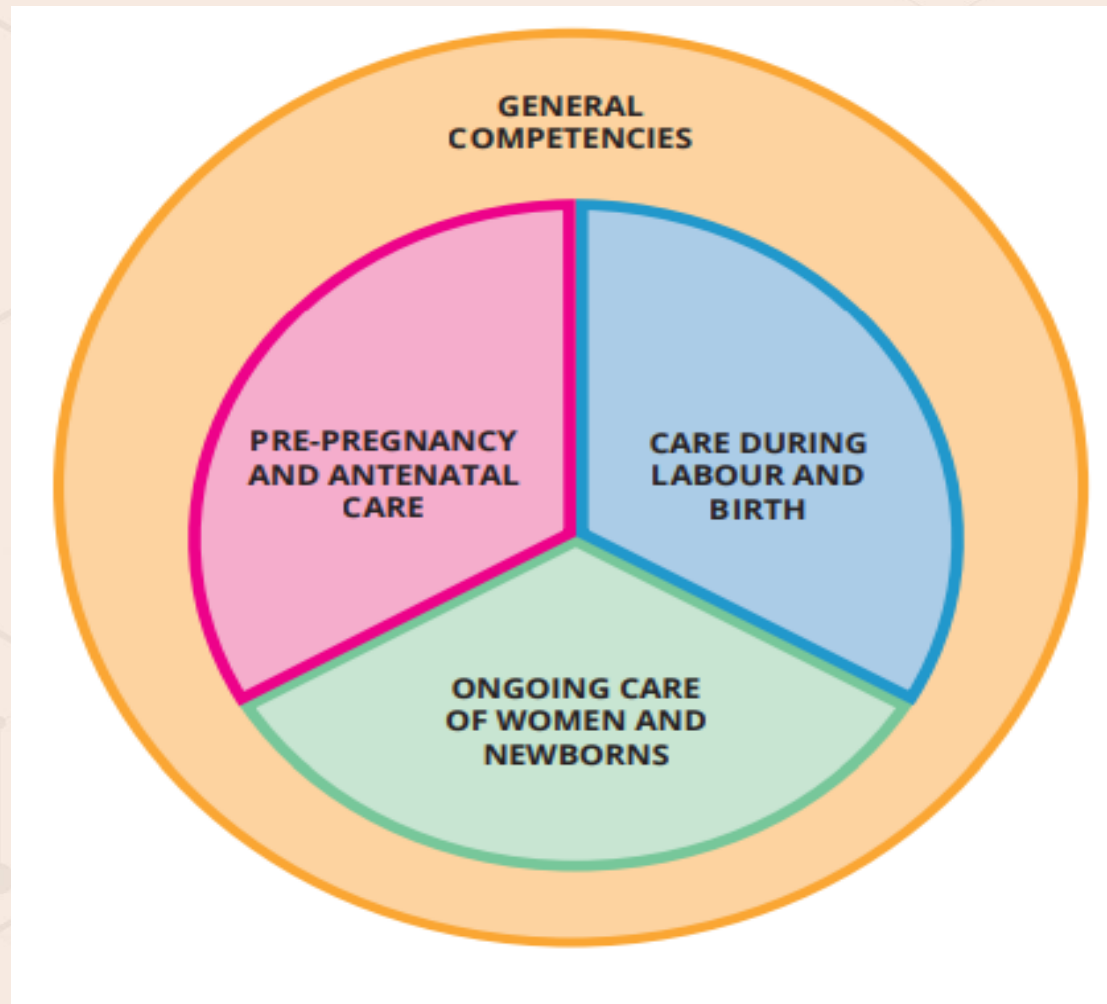 GENERAL
COMPETENCIES
PRE-PREGNANCY
AND ANTENATAL
CARE
CARE DURING
LABOUR AND
BIRTH
ONGOING CARE
OF WOMEN AND
NEWBORNS